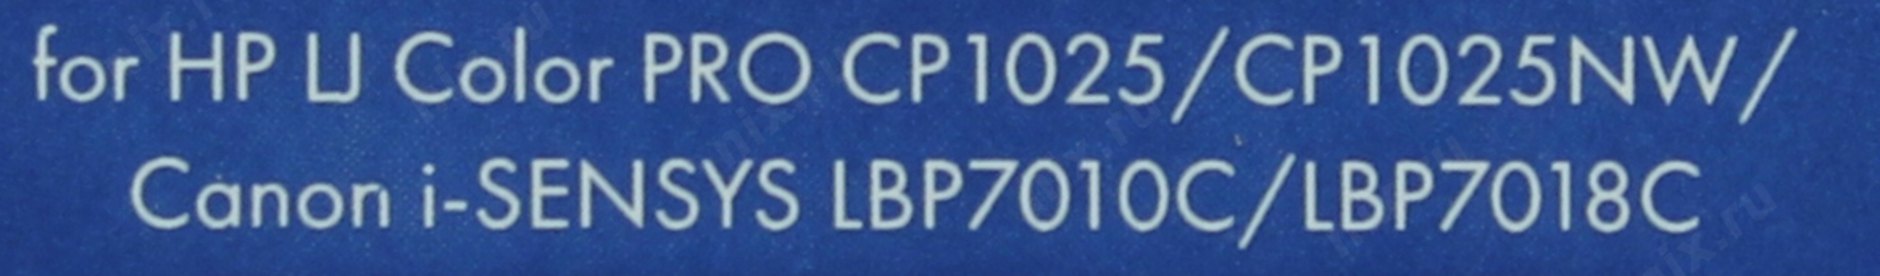 for HP LJ Color PRO CP1025/CP1025NW/
Canon i-SENSYS LBP7010C/LBP7018C